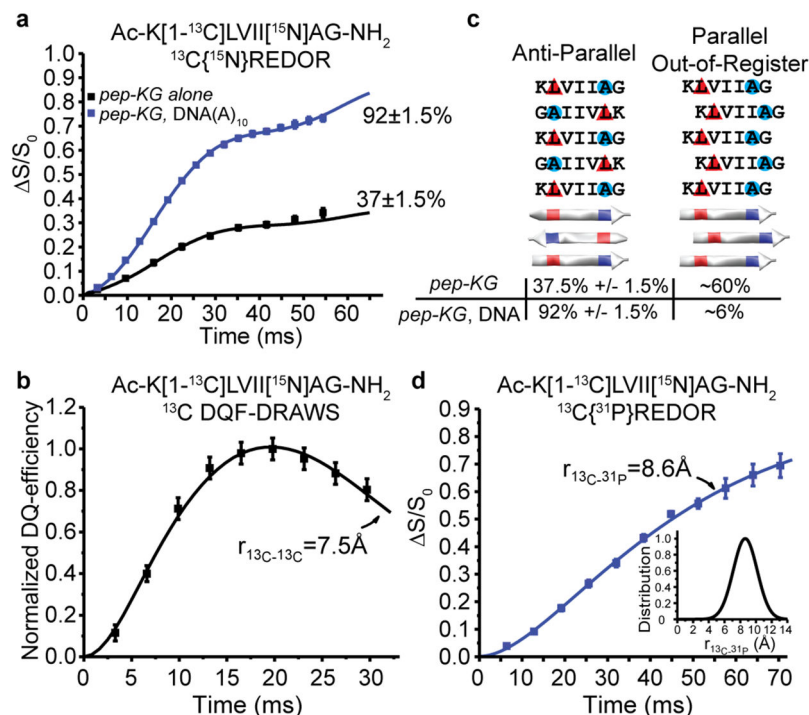 a
Ac-K[1-¹³C]LVII[¹⁵N]AG-NH₂
¹³C{¹⁵N}REDOR
pep-KG alone
pep-KG, DNA(A)₁₀
92±1.5%
37±1.5%
ΔS/S₀
1.0
0.9
0.8
0.7
0.6
0.5
0.4
0.3
0.2
0.1
0.0
0 10 20 30 40 50 60
Time (ms)
c
Anti-Parallel
Parallel
Out-of-Register
KLVIIAG KLVIIAG
GAIIVLK KLVIIAG
KLVIIAG KLVIIAG
GAIIVLK KLVIIAG
KLVIIAG KLVIIAG
pep-KG 37.5% +/- 1.5% ~60%
pep-KG, DNA 92% +/- 1.5% ~6%
b
Ac-K[1-¹³C]LVII[¹⁵N]AG-NH₂
¹³C DQF-DRAWS
Normalized DQ-efficiency
1.2
1.0
0.8
0.6
0.4
0.2
0.0
r₁₃C-₁₃C=7.5Å
0 5 10 15 20 25 30
Time (ms)
d
Ac-K[1-¹³C]LVII[¹⁵N]AG-NH₂
¹³C{³¹P}REDOR
ΔS/S₀
0.9
0.8
0.7
0.6
0.5
0.4
0.3
0.2
0.1
0.0
r₁₃C-₃₁P=8.6Å
Distribution
1.0
0.8
0.6
0.4
0.2
0
0 2 4 6 8 10 12 14
r₁₃C-₃₁P (Å)
0 10 20 30 40 50 60 70
Time (ms)